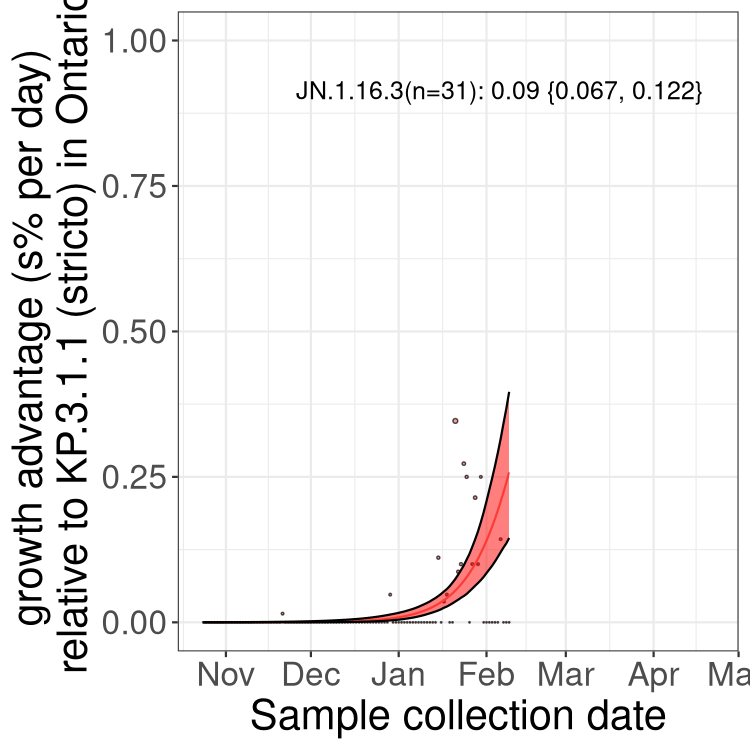 growth advantage (s% per day)
relative to KP.3.1.1 (stricto) in Ontario
1.00
0.75
0.50
0.25
0.00
JN.1.16.3(n=31): 0.09 {0.067, 0.122}
Nov Dec Jan Feb Mar Apr Ma
Sample collection date